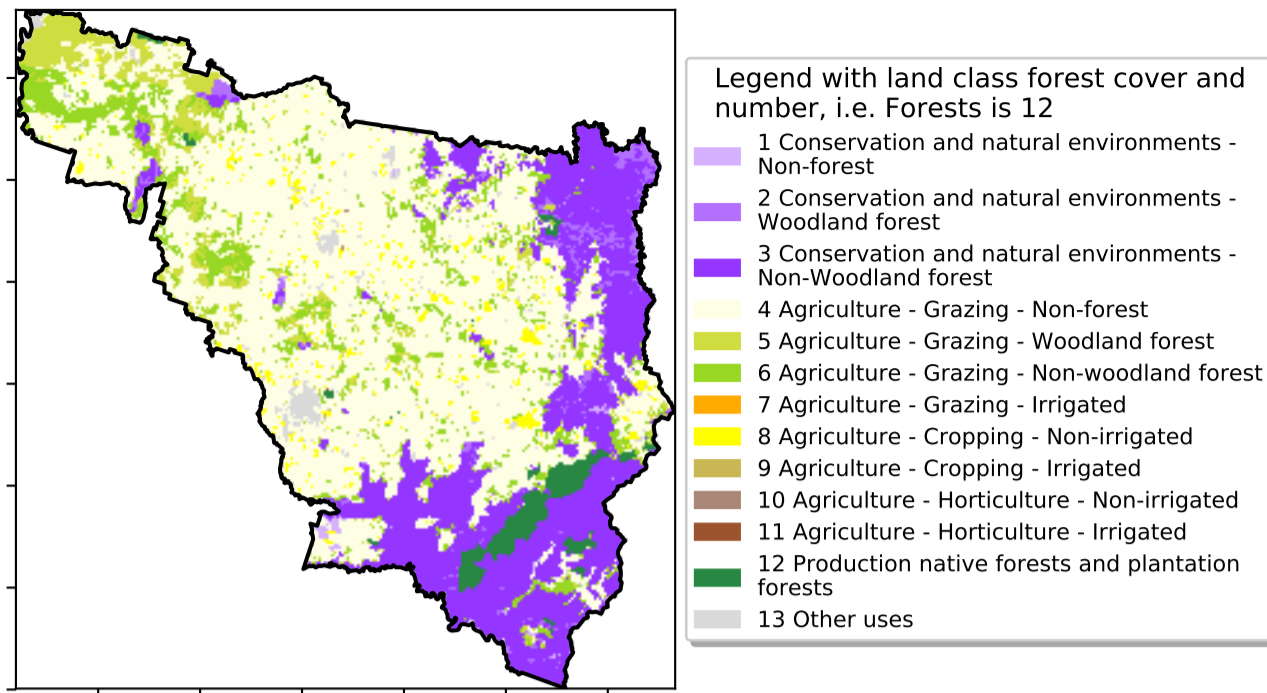 Legend with land class forest cover and
number, i.e. Forests is 12
1 Conservation and natural environments -
Non-forest
2 Conservation and natural environments -
Woodland forest
3 Conservation and natural environments -
Non-Woodland forest
4 Agriculture - Grazing - Non-forest
5 Agriculture - Grazing - Woodland forest
6 Agriculture - Grazing - Non-woodland forest
7 Agriculture - Grazing - Irrigated
8 Agriculture - Cropping - Non-irrigated
9 Agriculture - Cropping - Irrigated
10 Agriculture - Horticulture - Non-irrigated
11 Agriculture - Horticulture - Irrigated
12 Production native forests and plantation
forests
13 Other uses